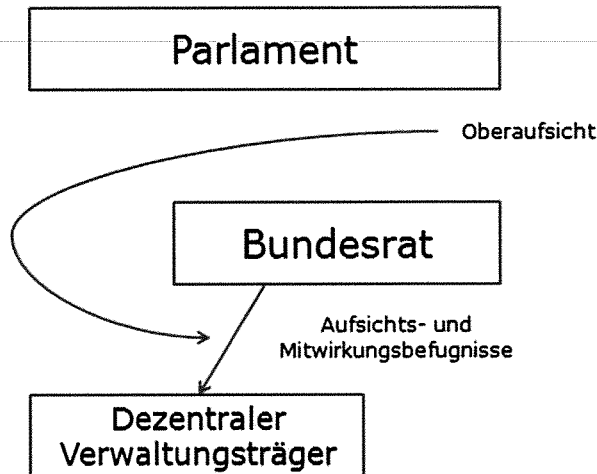 Parlament
Oberaufsicht
Bundesrat
Aufsichts- und
Mitwirkungsbefugnisse
Dezentraler
Verwaltungsträger